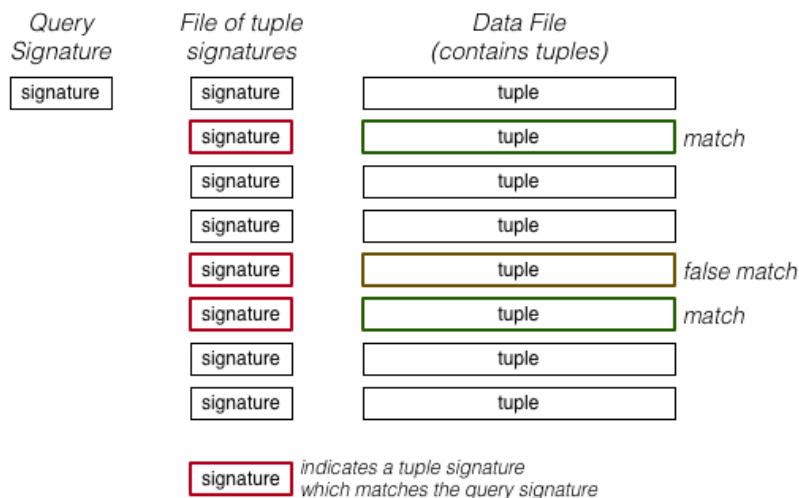 Query
Signature
File of tuple
signatures
Data File
(contains tuples)
signature
signature
tuple
signature
tuple
match
signature
tuple
signature
tuple
signature
tuple
false match
signature
tuple
match
signature
tuple
signature
tuple
signature
indicates a tuple signature
which matches the query signature